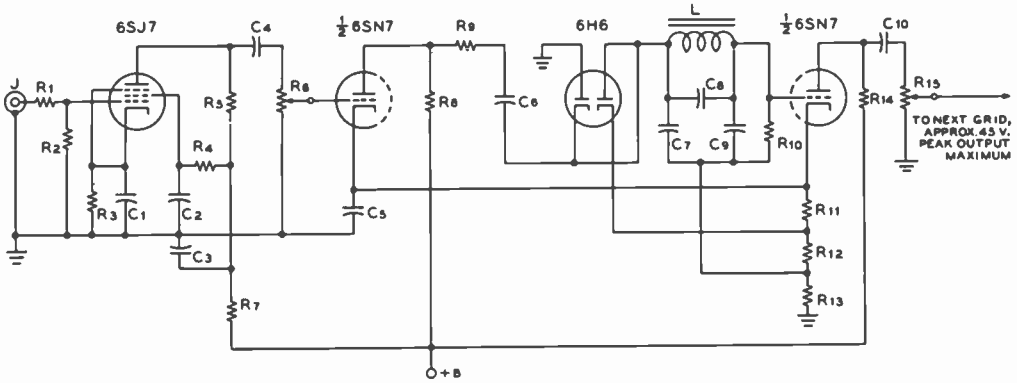 6SJ7
C4
½ 6SN7
R9
6H6
L
½ 6SN7
C10
J
R1
R2
R3
C1
C2
R4
R5
R6
C3
R7
C5
R8
C6
C7
C8
C9
R10
R11
R12
R13
R14
R15
TO NEXT GRID,
APPROX. 45 V.
PEAK OUTPUT
MAXIMUM
+B